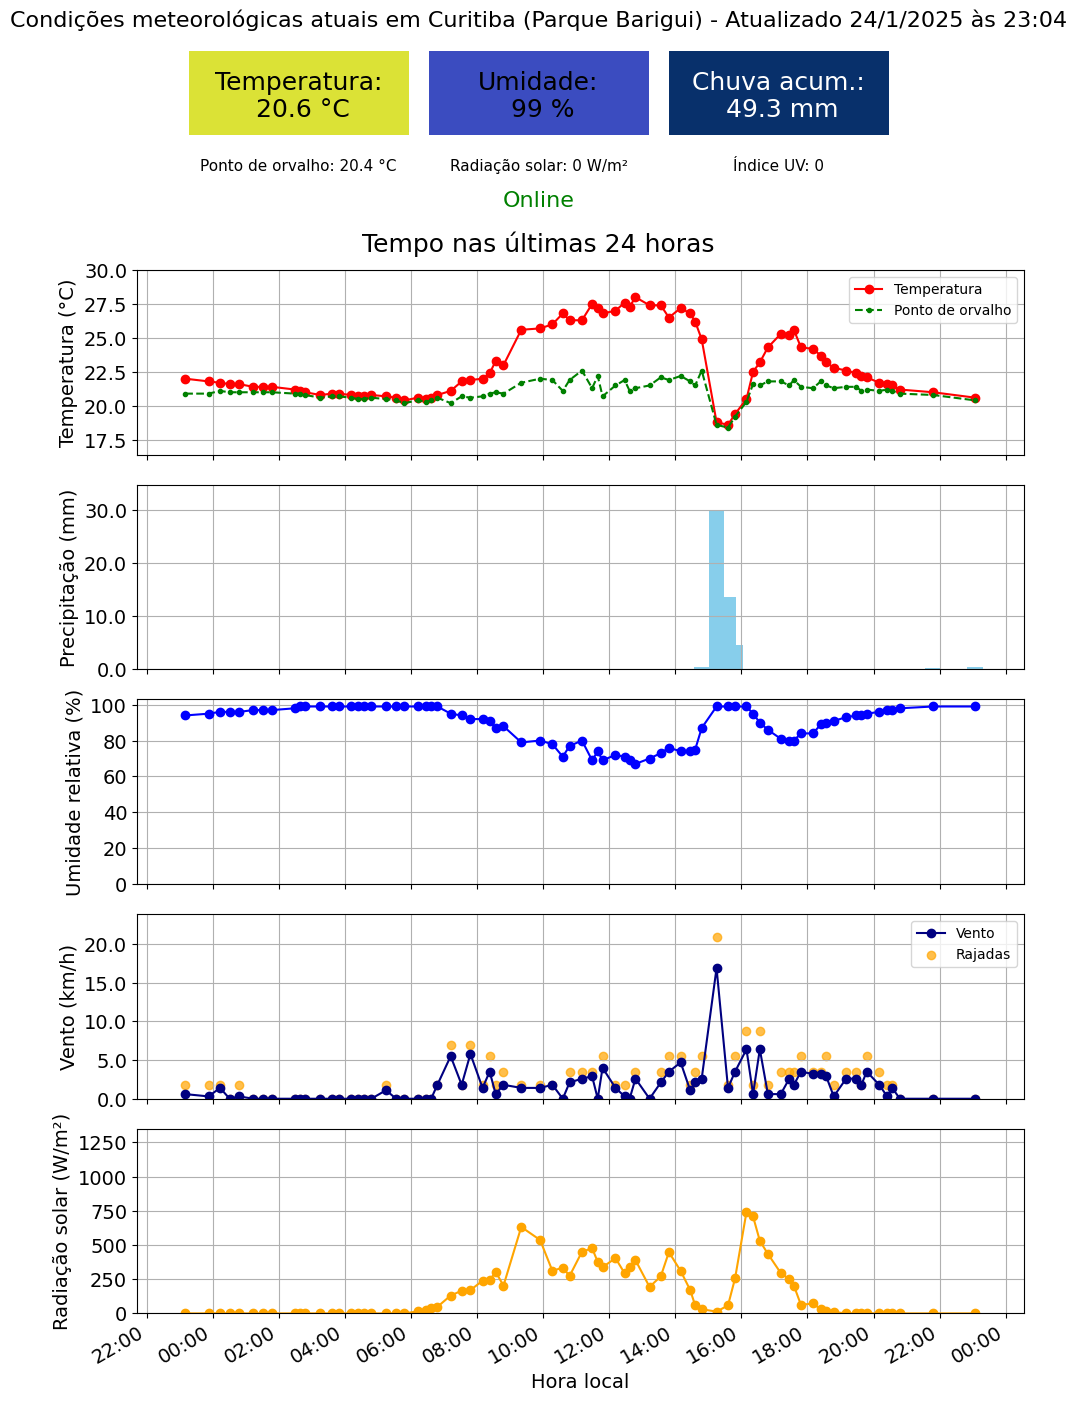 Condições meteorológicas atuais em Curitiba (Parque Barigui) - Atualizado 24/1/2025 às 23:04
Temperatura:
20.6 °C
Umidade:
99 %
Chuva acum.:
49.3 mm
Ponto de orvalho: 20.4 °C
Radiação solar: 0 W/m²
Índice UV: 0
Online
Tempo nas últimas 24 horas
Temperatura (°C)
30.0
27.5
25.0
22.5
20.0
17.5
Temperatura
Ponto de orvalho
Precipitação (mm)
30.0
20.0
10.0
0.0
Umidade relativa (%)
100
80
60
40
20
0
Vento (km/h)
20.0
15.0
10.0
5.0
0.0
Vento
Rajadas
Radiação solar (W/m²)
1250
1000
750
500
250
0
22:00
00:00
02:00
04:00
06:00
08:00
10:00
12:00
14:00
16:00
18:00
20:00
22:00
00:00
Hora local